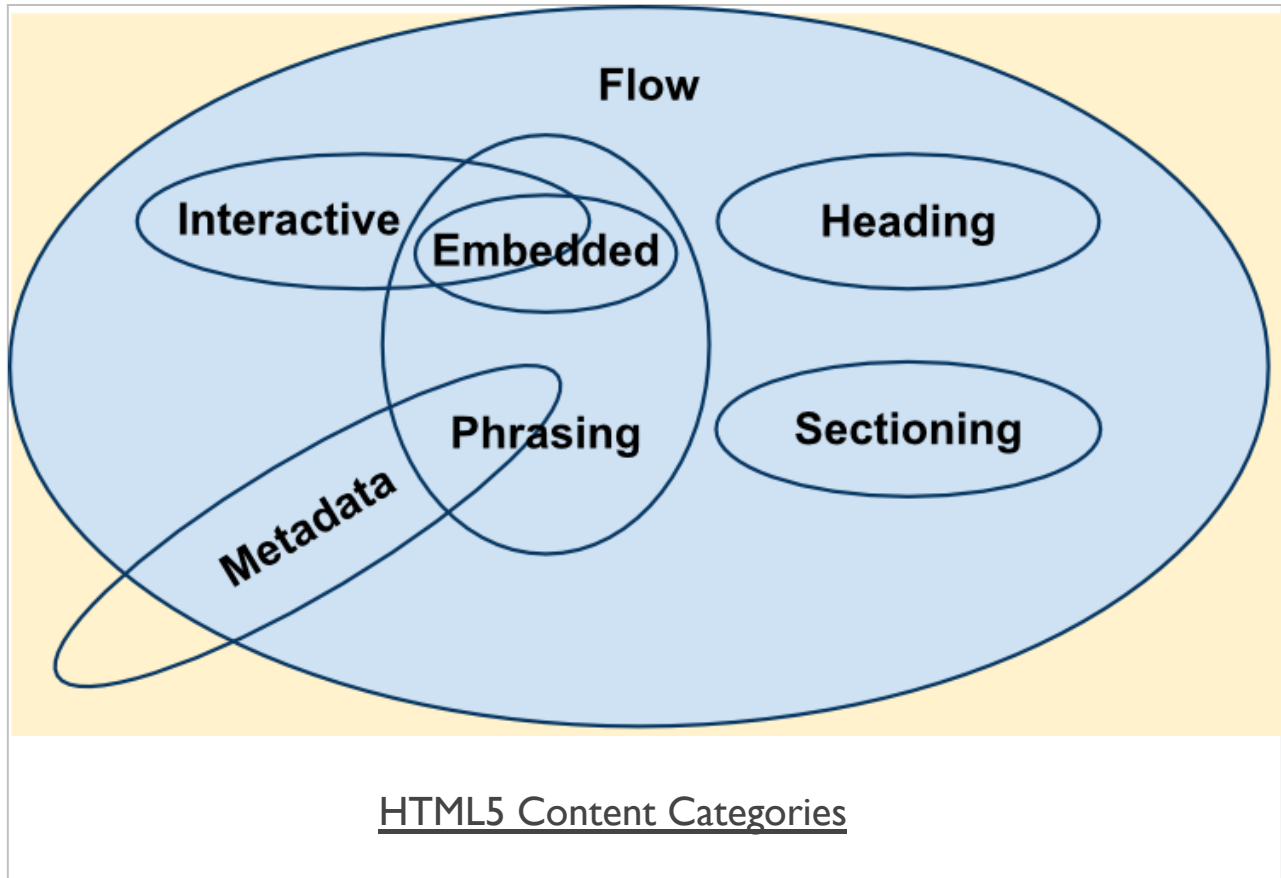 Flow
Interactive
Heading
Embedded
Phrasing
Sectioning
Metadata
HTML5 Content Categories